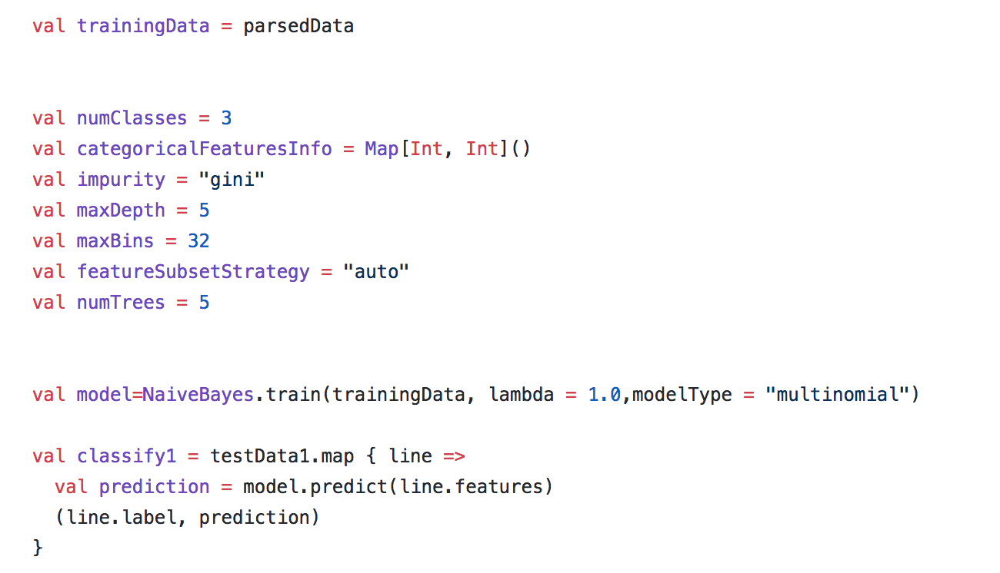 val trainingData = parsedData
val numClasses = 3
val categoricalFeaturesInfo = Map[Int, Int]()
val impurity = "gini"
val maxDepth = 5
val maxBins = 32
val featureSubsetStrategy = "auto"
val numTrees = 5
val model=NaiveBayes.train(trainingData, lambda = 1.0,modelType = "multinomial")
val classify1 = testData1.map { line =>
  val prediction = model.predict(line.features)
  (line.label, prediction)
}